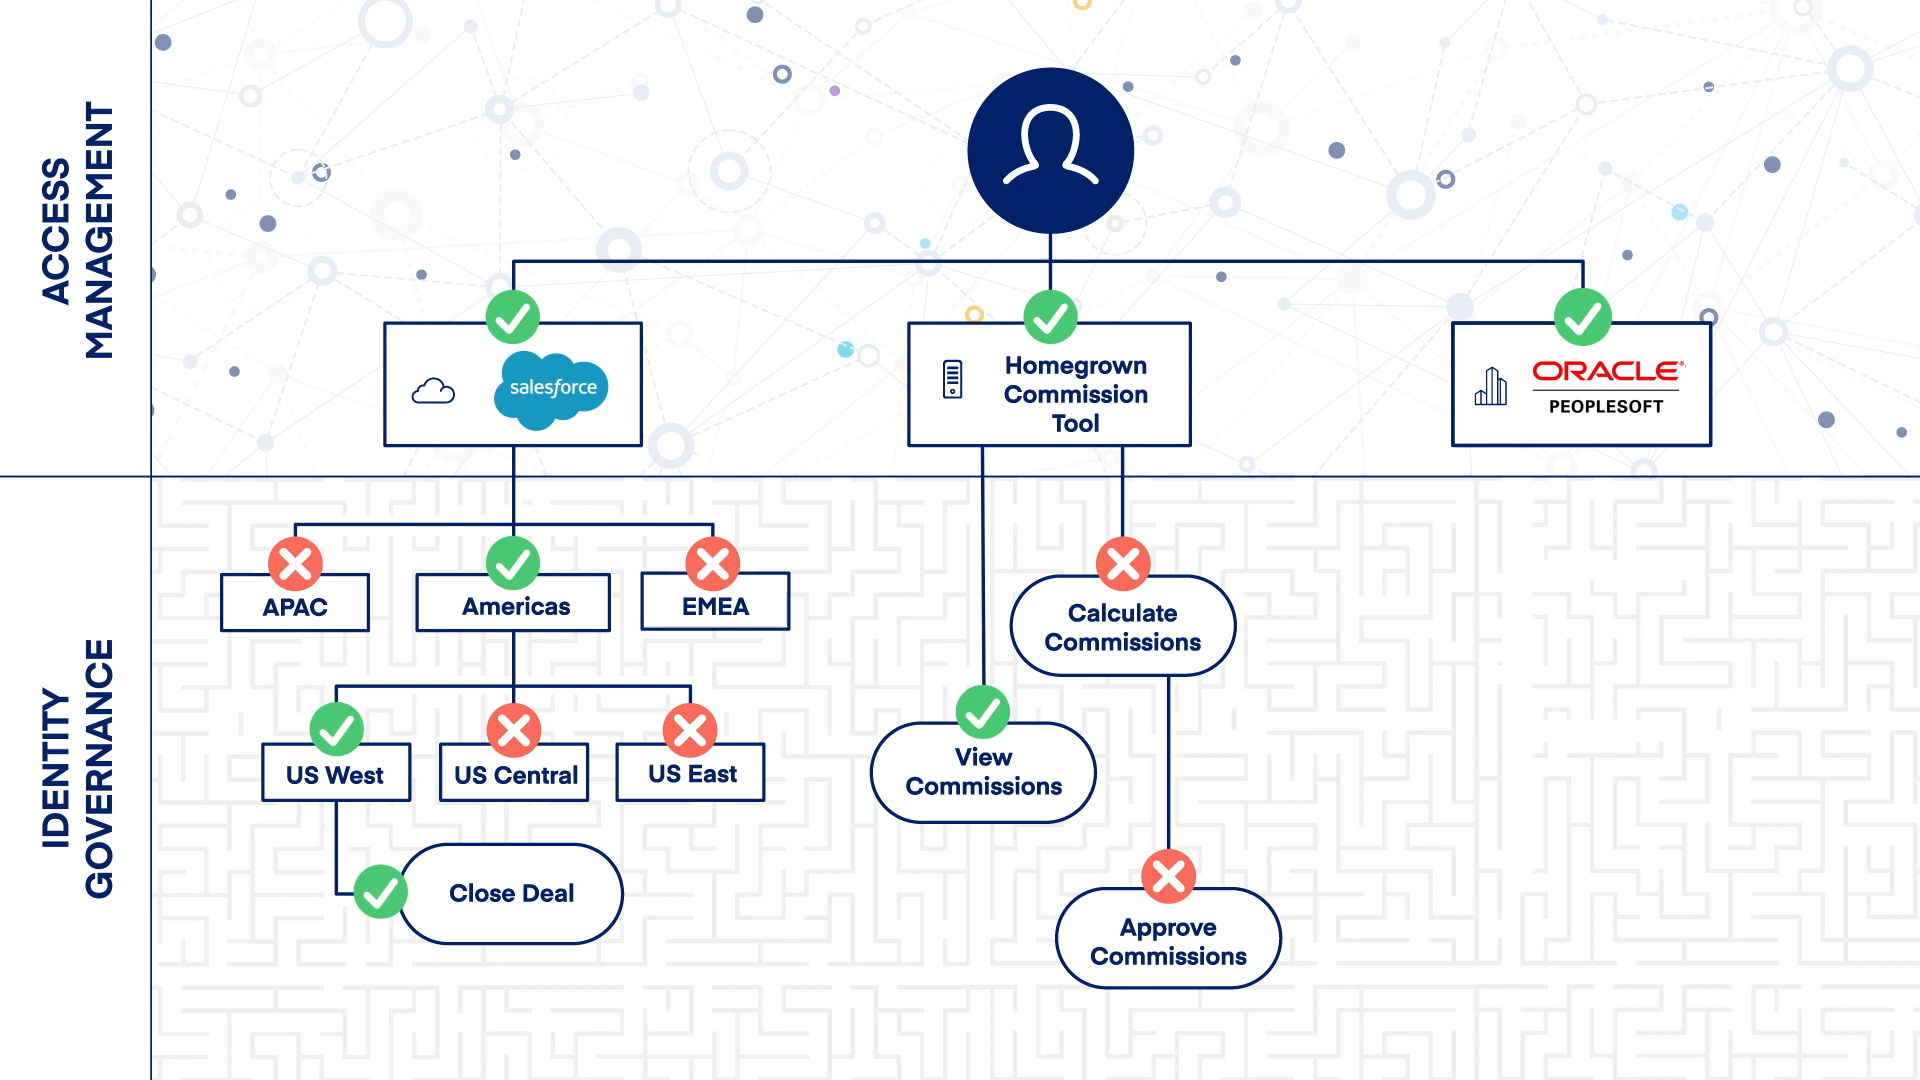 ACCESS
MANAGEMENT
salesforce
Homegrown
Commission
Tool
ORACLE®
PEOPLESOFT
IDENTITY
GOVERNANCE
APAC
Americas
EMEA
Calculate
Commissions
US West
US Central
US East
View
Commissions
Close Deal
Approve
Commissions